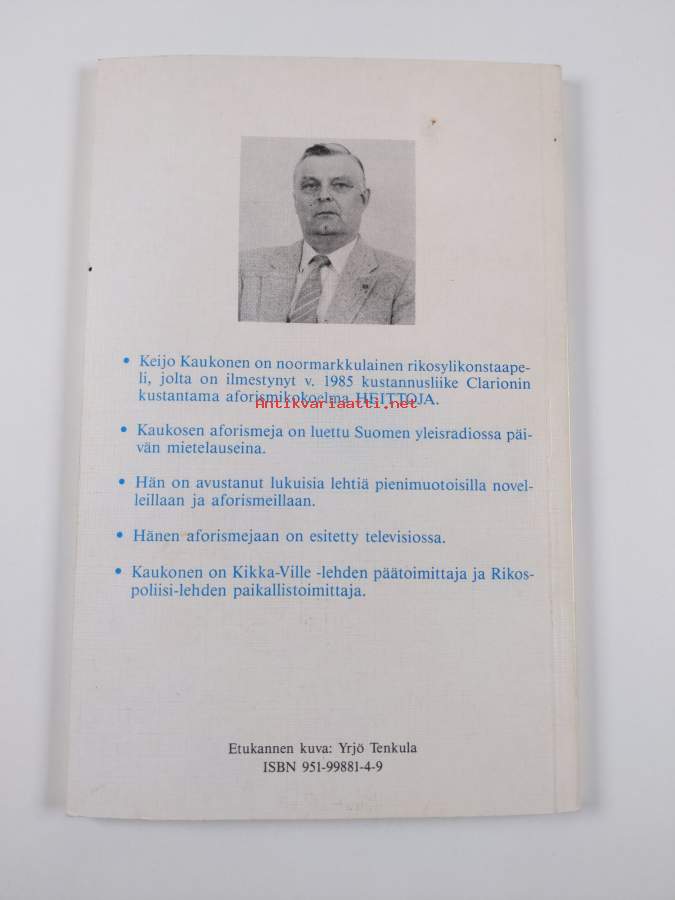 • Keijo Kaukonen on noormarkkulainen rikosylikonstaape-
li, jolta on ilmestynyt v. 1985 kustannusliike Clarionin
kustantama aforismikokoelma HEITTOJA.
Antikvariaatti.net
• Kaukosen aforismeja on luettu Suomen yleisradiossa päi-
vän mietelauseina.
• Hän on avustanut lukuisia lehtiä pienimuotoisilla novel-
leillaan ja aforismeillaan.
• Hänen aforismejaan on esitetty televisiossa.
• Kaukonen on Kikka-Ville -lehden päätoimittaja ja Rikos-
poliisi-lehden paikallistoimittaja.
Etukannen kuva: Yrjö Tenkula
ISBN 951-99881-4-9